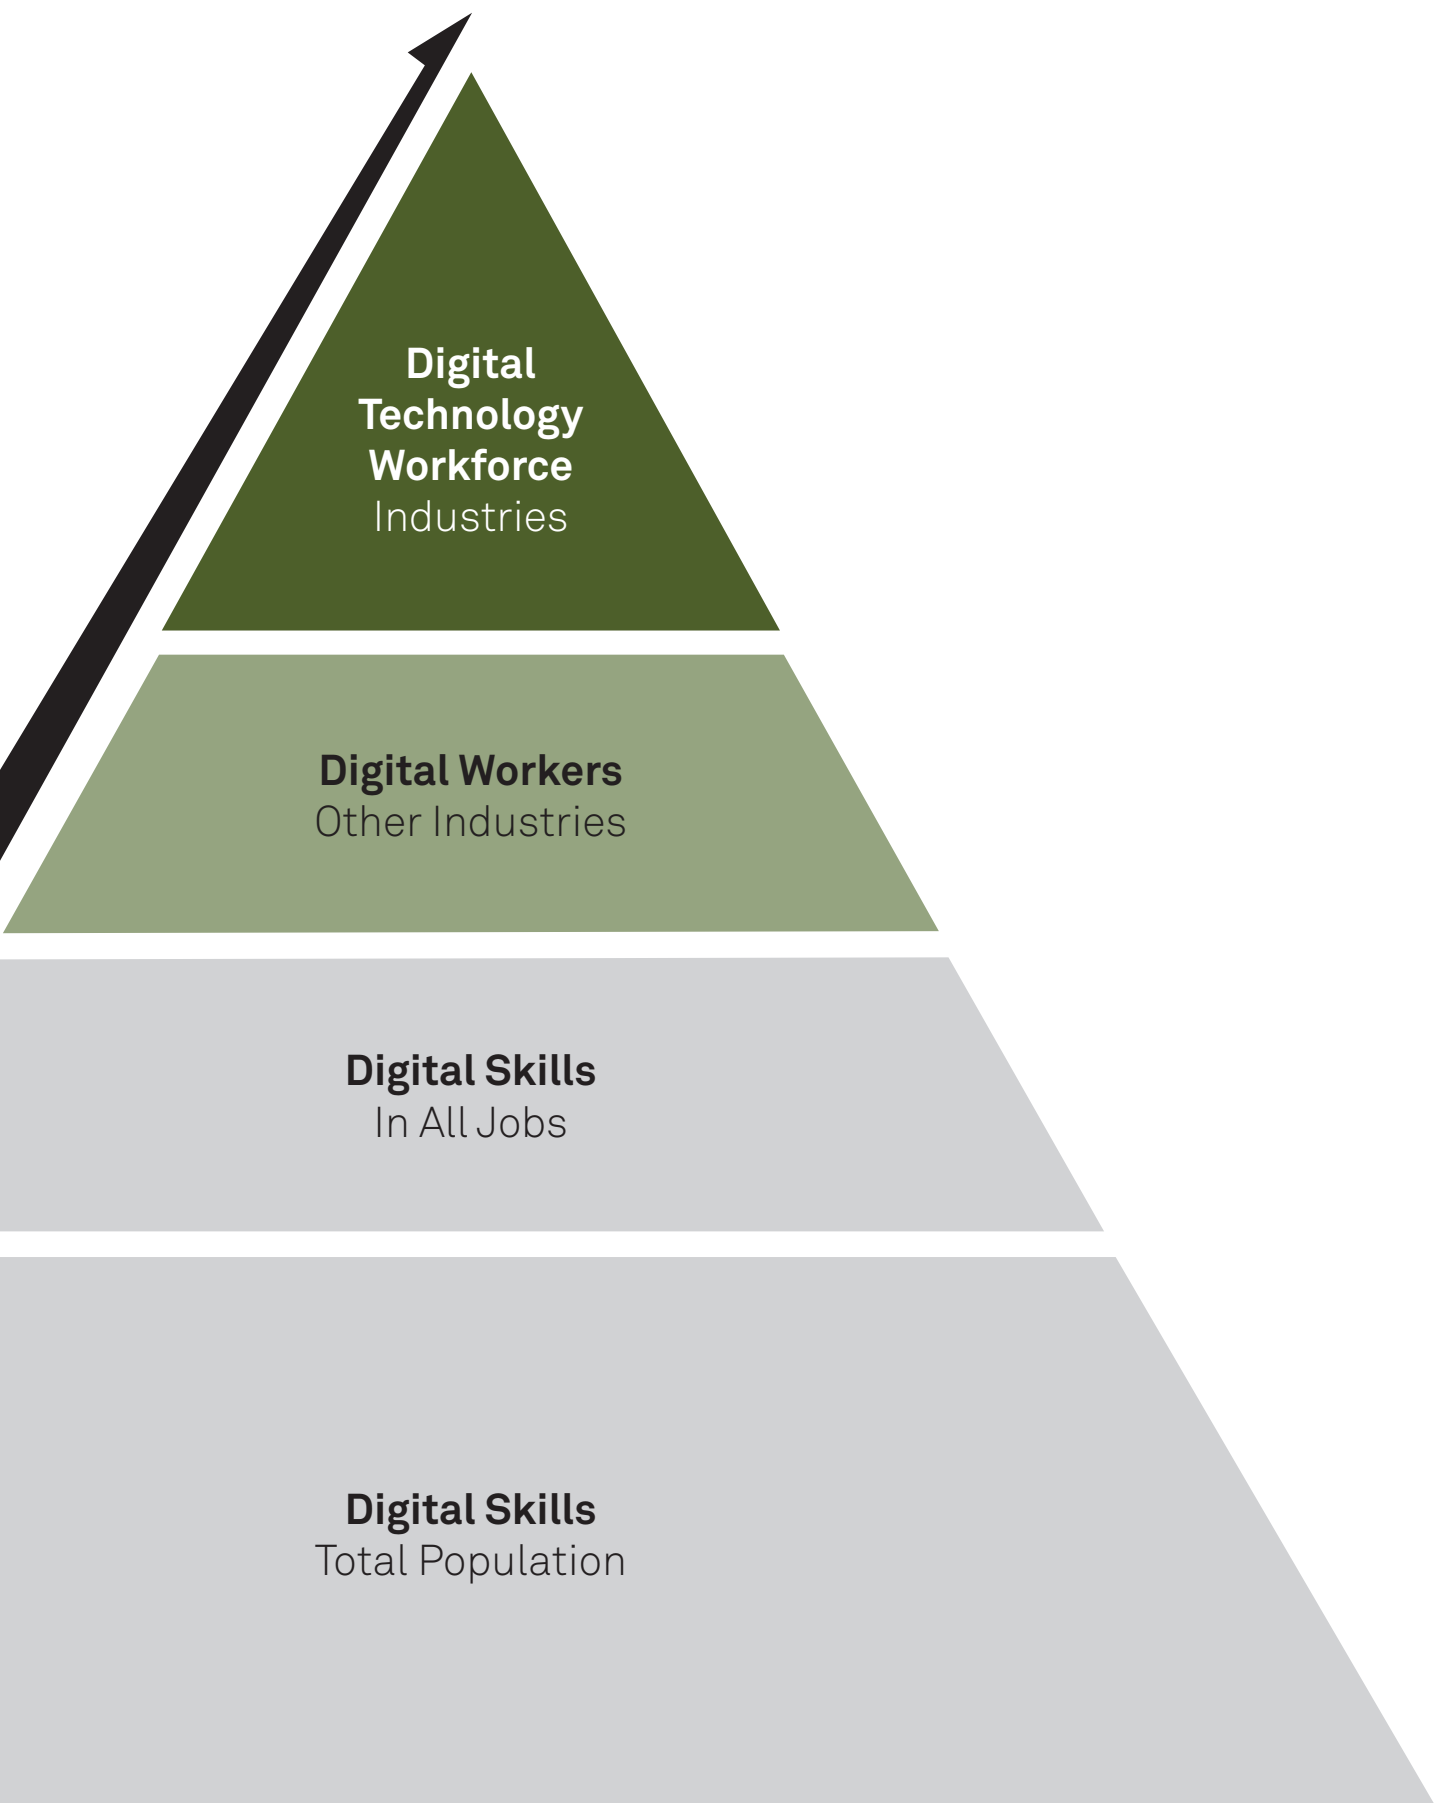 Digital
Technology
Workforce
Industries
Digital Workers
Other Industries
Digital Skills
In All Jobs
Digital Skills
Total Population